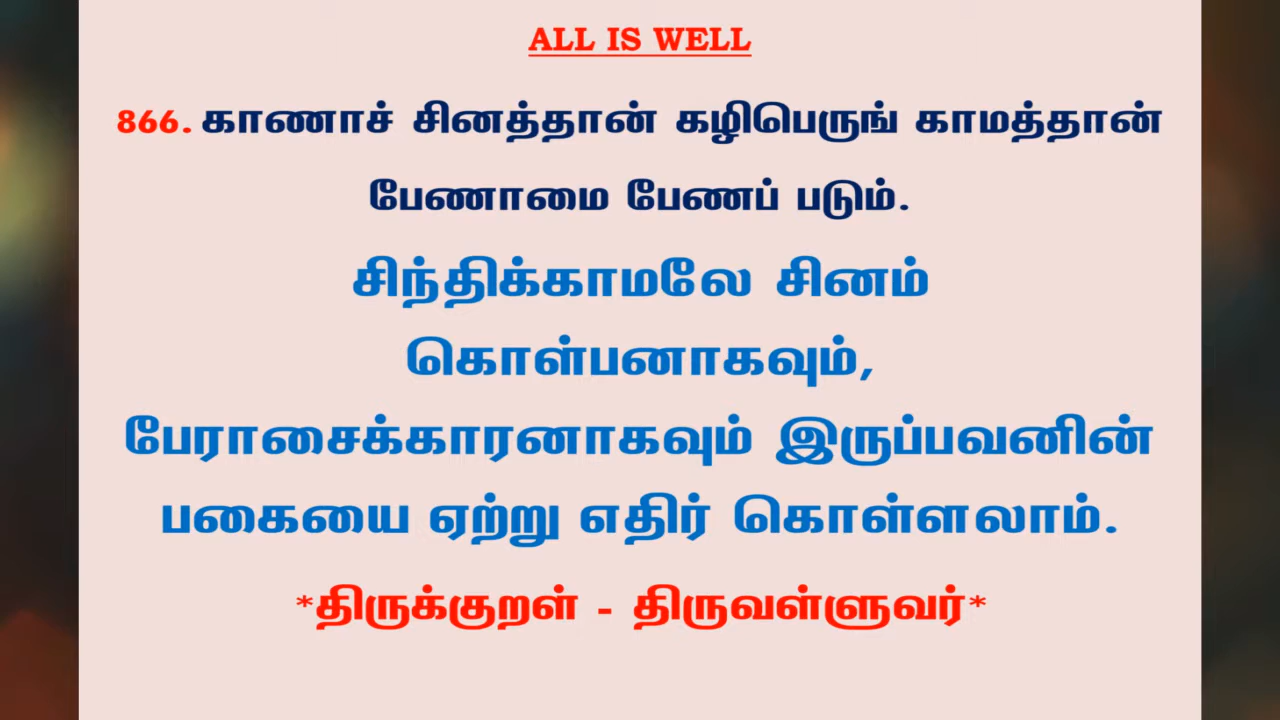 ALL IS WELL
866. காணாச் சினத்தான் கழிபெருங் காமத்தான்
பேணாமை பேணப் படும்.
சிந்திக்காமலே சினம்
கொள்பனாகவும்,
பேராசைக்காரனாகவும் இருப்பவனின்
பகையை ஏற்று எதிர் கொள்ளலாம்.
*திருக்குறள் - திருவள்ளுவர்*